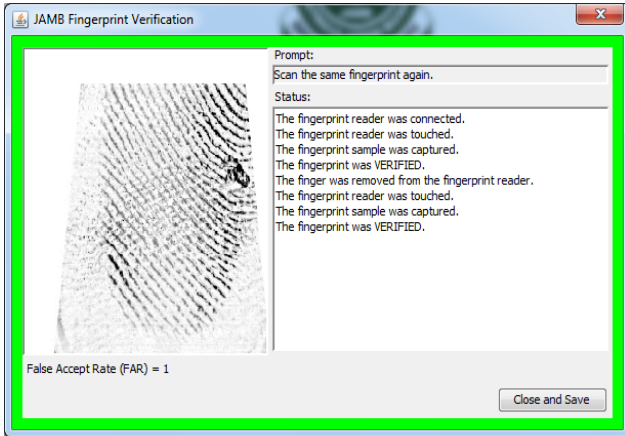 JAMB Fingerprint Verification
Prompt:
Scan the same fingerprint again.
Status:
The fingerprint reader was connected.
The fingerprint reader was touched.
The fingerprint sample was captured.
The fingerprint was VERIFIED.
The finger was removed from the fingerprint reader.
The fingerprint reader was touched.
The fingerprint sample was captured.
The fingerprint was VERIFIED.
False Accept Rate (FAR) = 1
Close and Save